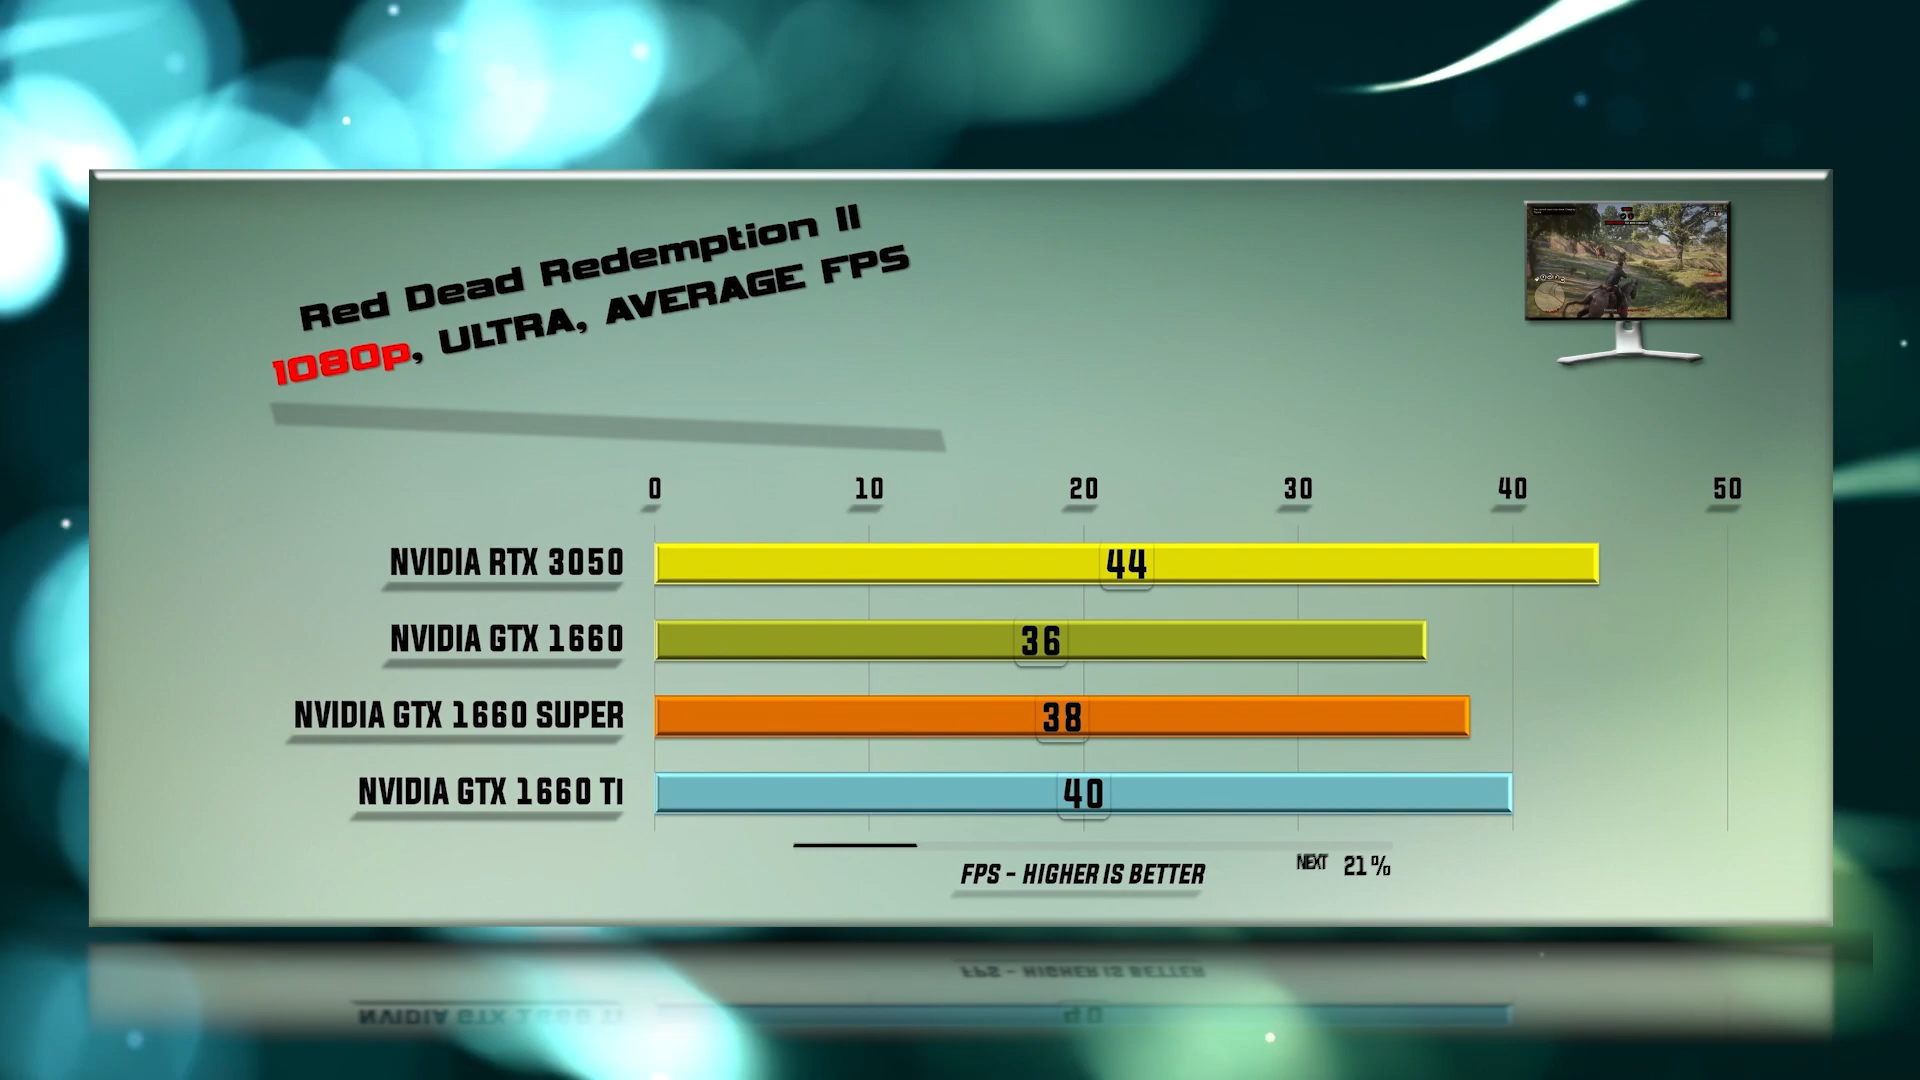 Red Dead Redemption II
1080p, ULTRA, AVERAGE FPS
0 10 20 30 40 50
NVIDIA RTX 3050 44
NVIDIA GTX 1660 36
NVIDIA GTX 1660 SUPER 38
NVIDIA GTX 1660 TI 40
FPS - HIGHER IS BETTER
NEXT 21%